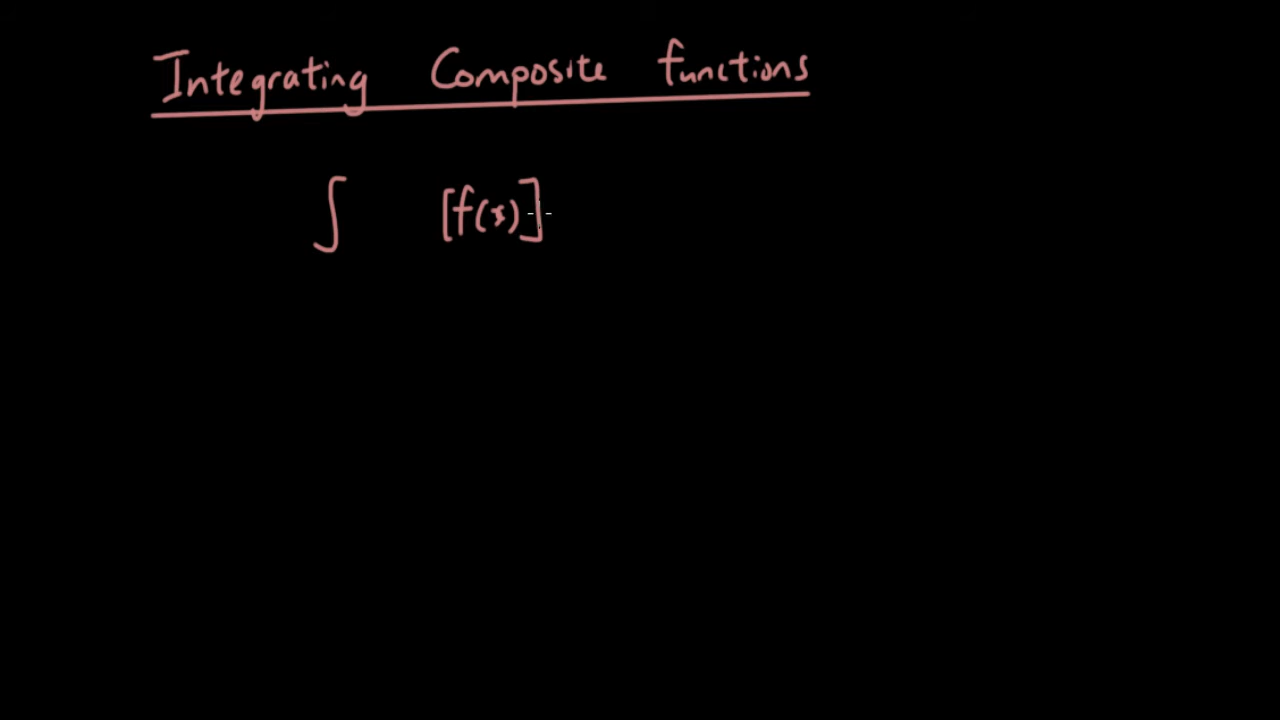 Integrating Composite functions
∫ [f(x)]